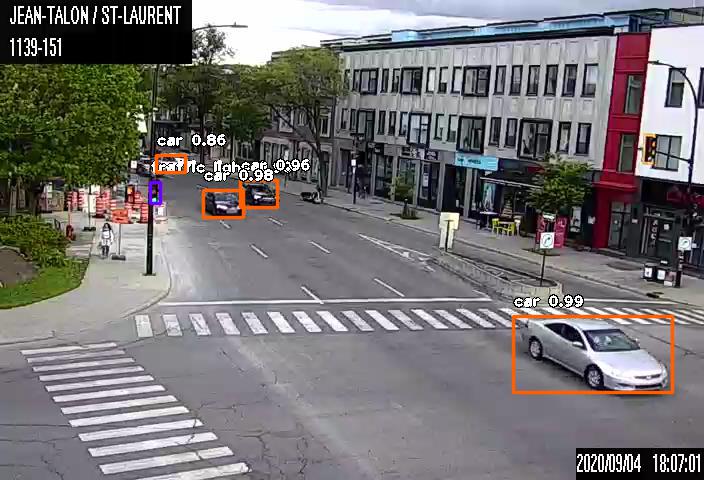 JEAN-TALON / ST-LAURENT
1139-151
car 0.86
car 0.96
car 0.98
car 0.99
2020/09/04 18:07:01